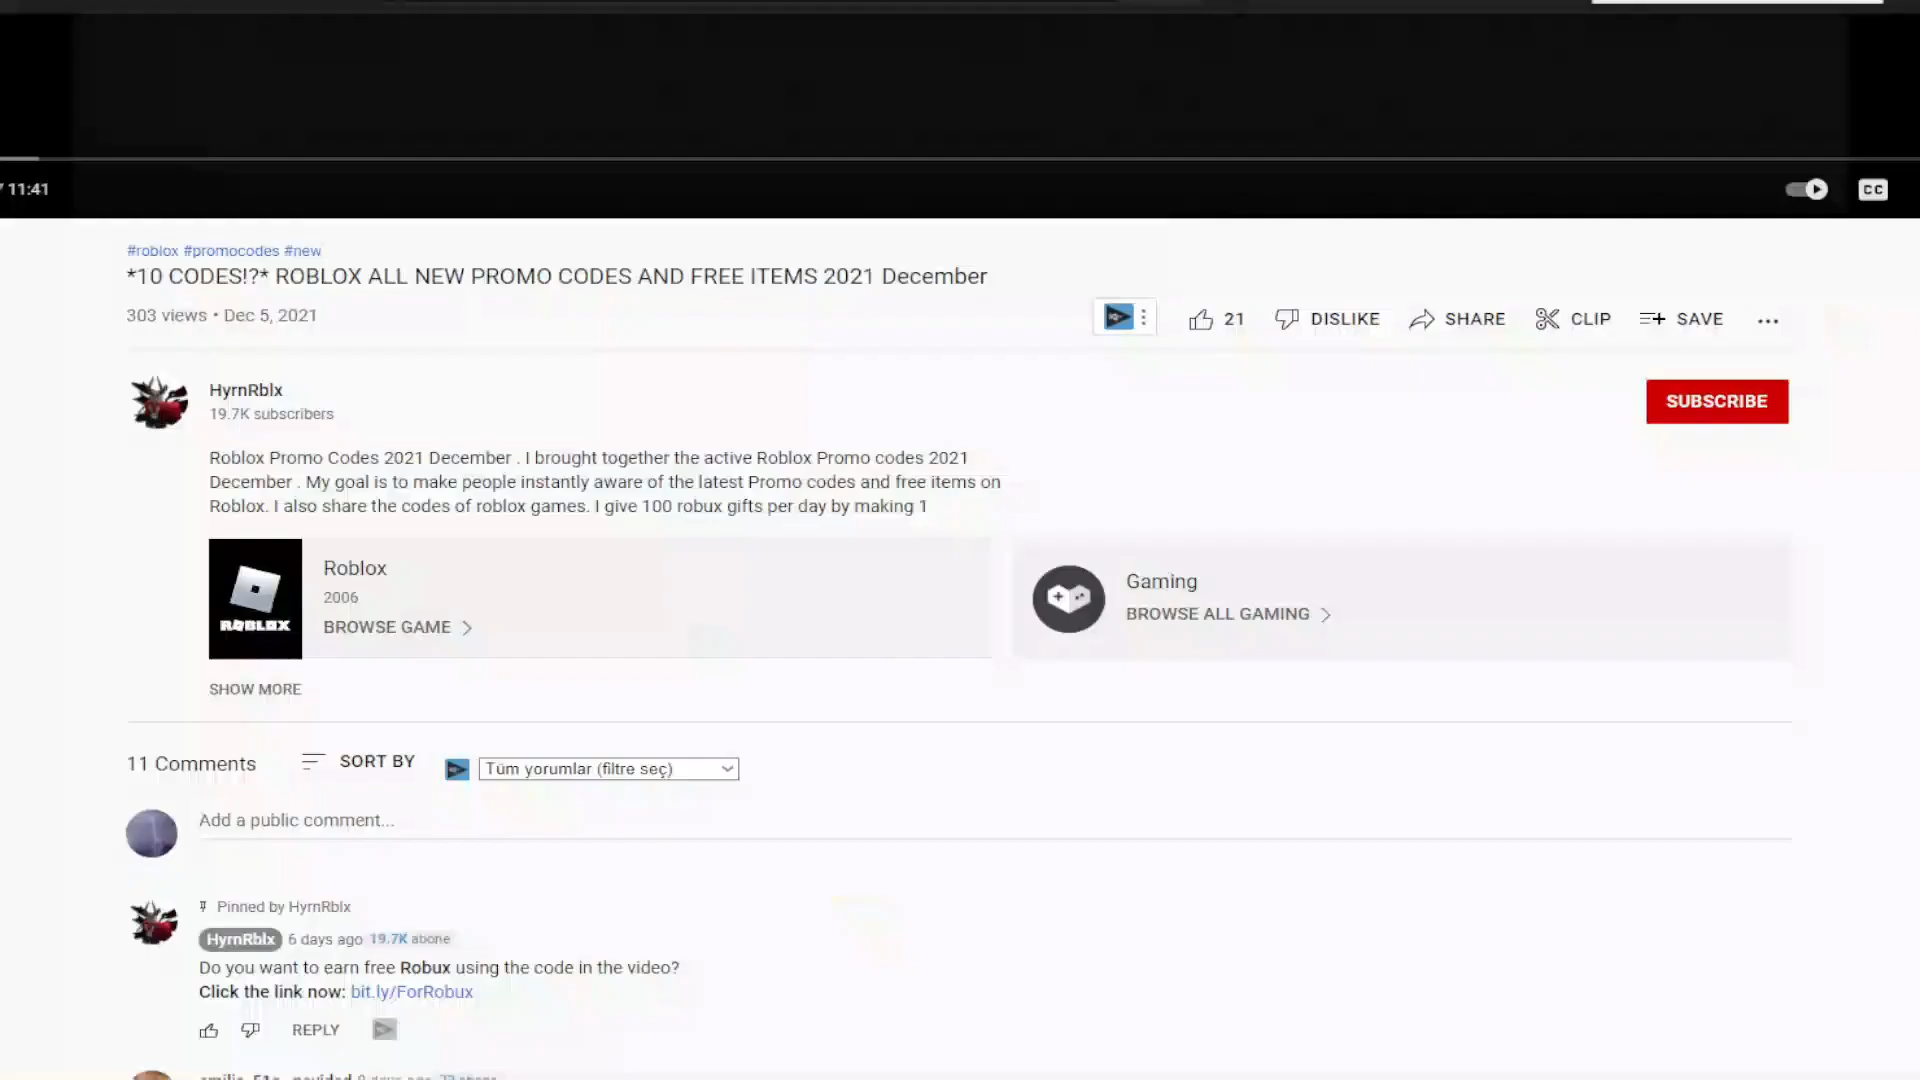 11:41
CC
#roblox #promocodes #new
*10 CODES!?* ROBLOX ALL NEW PROMO CODES AND FREE ITEMS 2021 December
303 views • Dec 5, 2021
21 DISLIKE SHARE CLIP SAVE
HyrnRblx
19.7K subscribers
SUBSCRIBE
Roblox Promo Codes 2021 December . I brought together the active Roblox Promo codes 2021
December . My goal is to make people instantly aware of the latest Promo codes and free items on
Roblox. I also share the codes of roblox games. I give 100 robux gifts per day by making 1
ROBLOX
Roblox
2006
BROWSE GAME
Gaming
BROWSE ALL GAMING
SHOW MORE
11 Comments SORT BY Tüm yorumlar (filtre seç)
Add a public comment...
Pinned by HyrnRblx
HyrnRblx 6 days ago 19.7K abone
Do you want to earn free Robux using the code in the video?
Click the link now: bit.ly/ForRobux
REPLY